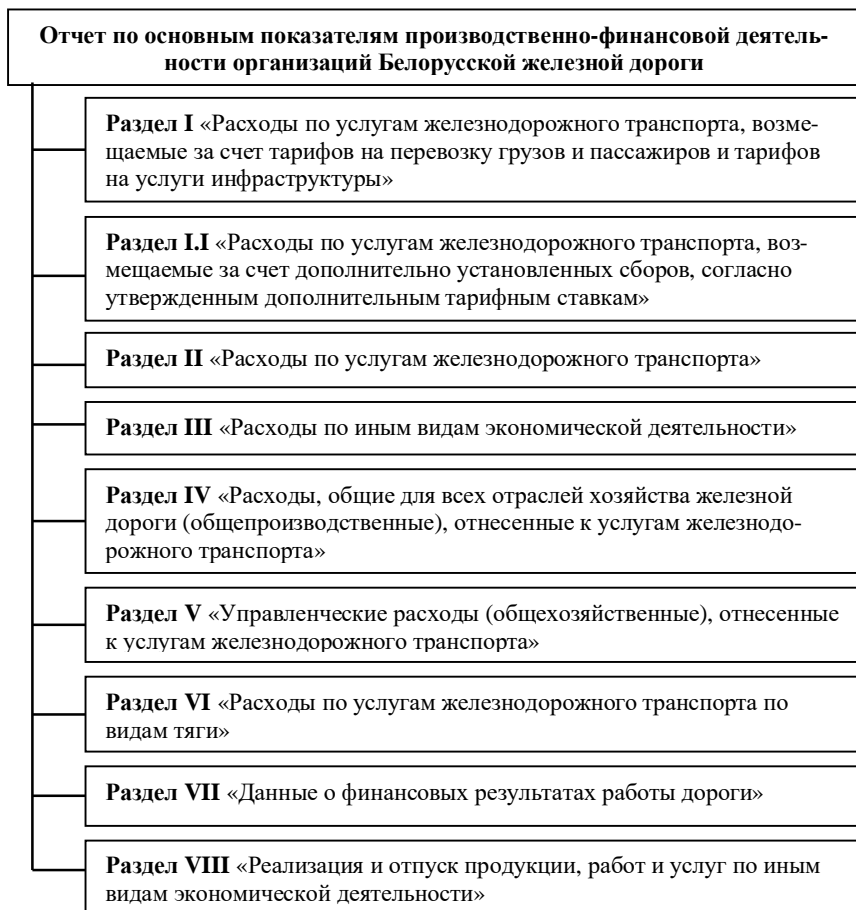 Отчет по основным показателям производственно-финансовой деятель-
ности организаций Белорусской железной дороги
Раздел I «Расходы по услугам железнодорожного транспорта, возме-
щаемые за счет тарифов на перевозку грузов и пассажиров и тарифов
на услуги инфраструктуры»
Раздел I.I «Расходы по услугам железнодорожного транспорта, воз-
мещаемые за счет дополнительно установленных сборов, согласно
утвержденным дополнительным тарифным ставкам»
Раздел II «Расходы по услугам железнодорожного транспорта»
Раздел III «Расходы по иным видам экономической деятельности»
Раздел IV «Расходы, общие для всех отраслей хозяйства железной
дороги (общепроизводственные), отнесенные к услугам железнодо-
рожного транспорта»
Раздел V «Управленческие расходы (общехозяйственные), отнесенные
к услугам железнодорожного транспорта»
Раздел VI «Расходы по услугам железнодорожного транспорта по
видам тяги»
Раздел VII «Данные о финансовых результатах работы дороги»
Раздел VIII «Реализация и отпуск продукции, работ и услуг по иным
видам экономической деятельности»